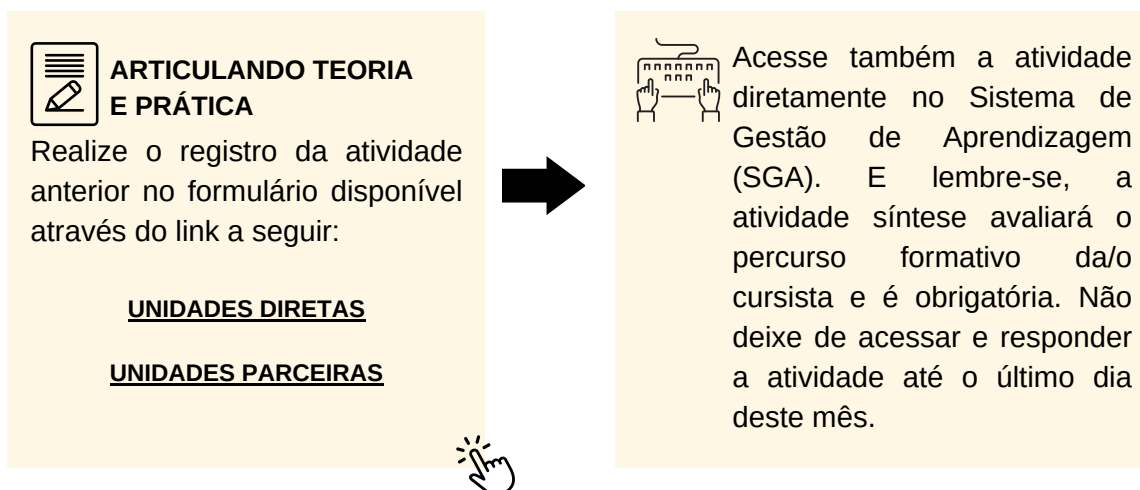 ARTICULANDO TEORIA
E PRÁTICA
Realize o registro da atividade
anterior no formulário disponível
através do link a seguir:
UNIDADES DIRETAS
UNIDADES PARCEIRAS
Acesse também a atividade
diretamente no Sistema de
Gestão de Aprendizagem
(SGA). E lembre-se, a
atividade síntese avaliará o
percurso formativo da/o
cursista e é obrigatória. Não
deixe de acessar e responder
a atividade até o último dia
deste mês.